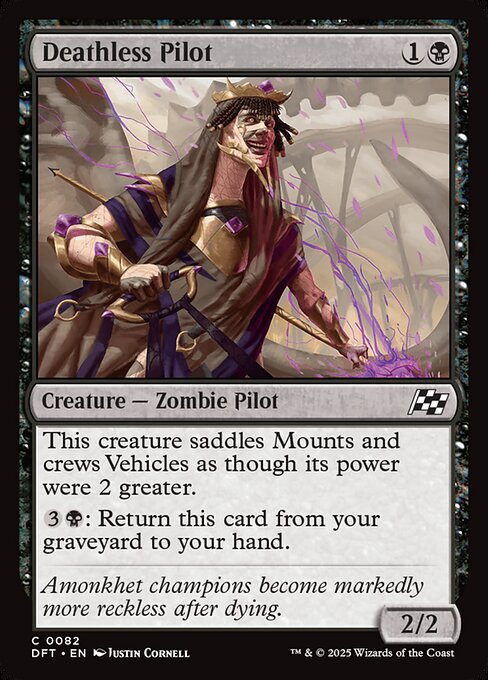 Deathless Pilot 1
Creature — Zombie Pilot
This creature saddles Mounts and
crews Vehicles as though its power
were 2 greater.
3: Return this card from your
graveyard to your hand.
Amonkhet champions become markedly
more reckless after dying.
2/2
C 0082
DFT • EN Justin Cornell
™ & © 2025 Wizards of the Coast